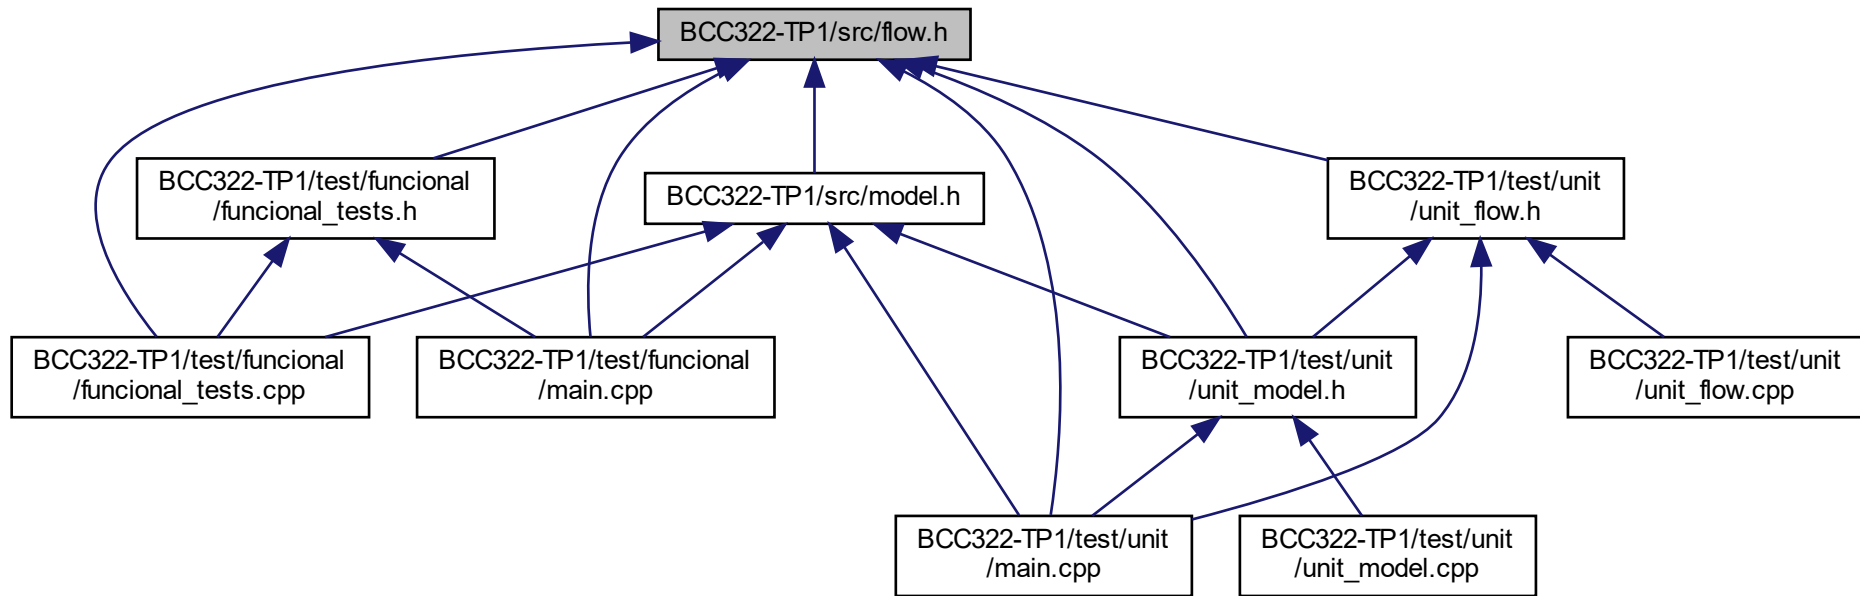 BCC322-TP1/src/flow.h
BCC322-TP1/test/funcional
/funcional_tests.h
BCC322-TP1/src/model.h
BCC322-TP1/test/unit
/unit_flow.h
BCC322-TP1/test/funcional
/funcional_tests.cpp
BCC322-TP1/test/funcional
/main.cpp
BCC322-TP1/test/unit
/unit_model.h
BCC322-TP1/test/unit
/unit_flow.cpp
BCC322-TP1/test/unit
/main.cpp
BCC322-TP1/test/unit
/unit_model.cpp